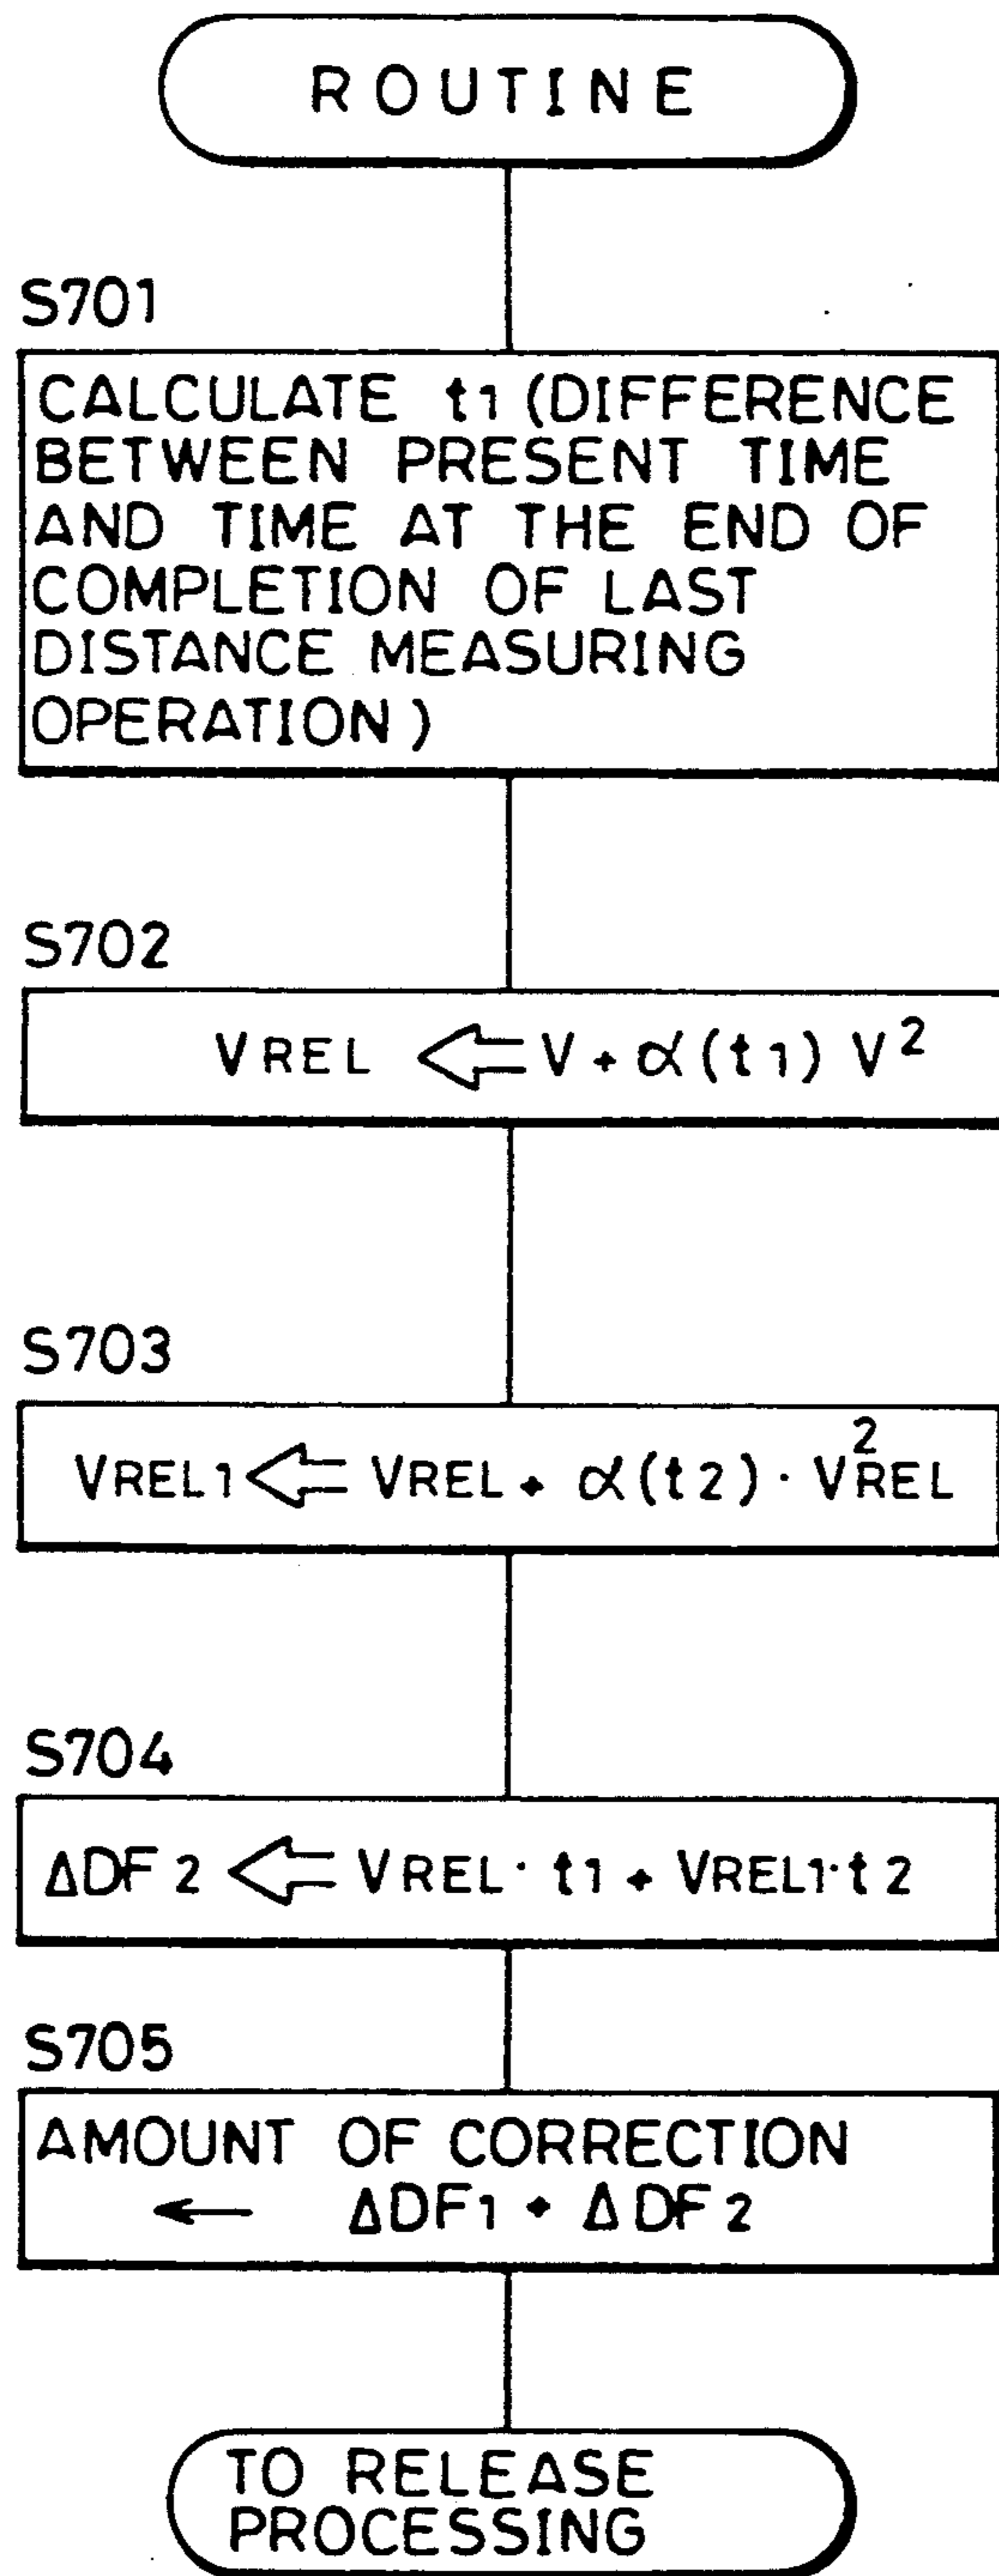 ROUTINE
S701
CALCULATE t1 (DIFFERENCE
BETWEEN PRESENT TIME
AND TIME AT THE END OF
COMPLETION OF LAST
DISTANCE MEASURING
OPERATION)
S702
VREL ⇐ V + α(t1) V²
S703
VREL1 ⇐ VREL + α(t2) · V²REL
S704
ΔDF2 ⇐ VREL · t1 + VREL1 · t2
S705
AMOUNT OF CORRECTION
← ΔDF1 + ΔDF2
TO RELEASE
PROCESSING